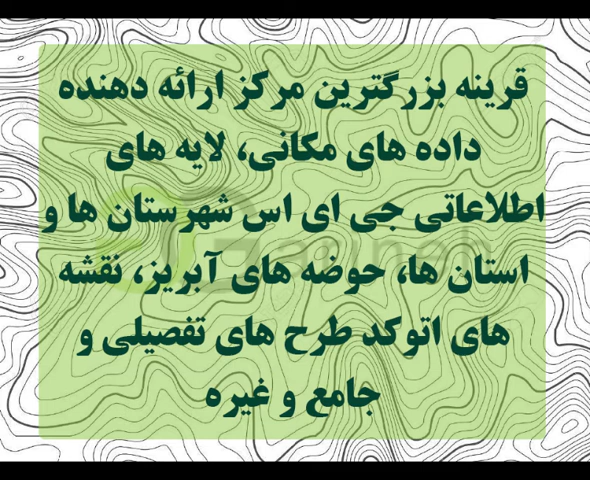 قرینه بزرگترین مرکز ارائه دهنده
داده های مکانی، لایه های
اطلاعاتی جی ای اس شهرستان ها و
استان ها، حوضه های آبریز، نقشه
های اتوکد طرح های تفصیلی و
جامع و غیره